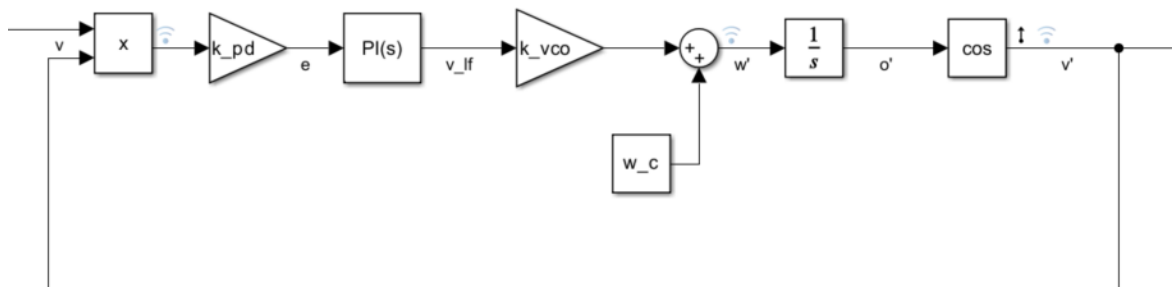 v
x
k_pd
e
PI(s)
v_lf
k_vco
+
+
w'
w_c
1
s
o'
cos
v'